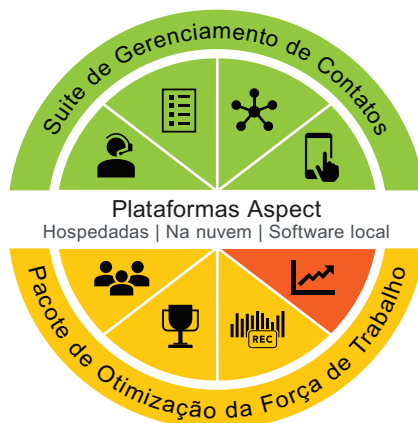 Suite de Gerenciamento de Contatos
Plataformas Aspect
Hospedadas | Na nuvem | Software local
REC
Pacote de Otimização da Força de Trabalho